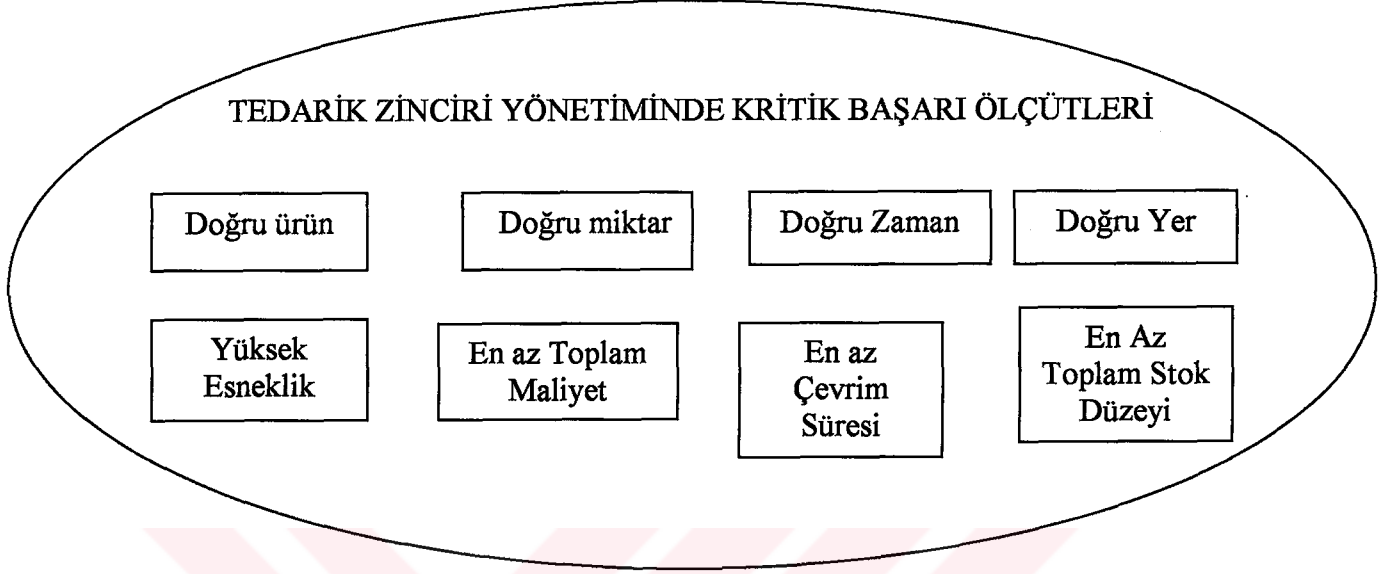 TEDARİK ZİNCİRİ YÖNETİMİNDE KRİTİK BAŞARI ÖLÇÜTLERİ
Doğru ürün
Doğru miktar
Doğru Zaman
Doğru Yer
Yüksek
Esneklik
En az Toplam
Maliyet
En az
Çevrim
Süresi
En Az
Toplam Stok
Düzeyi